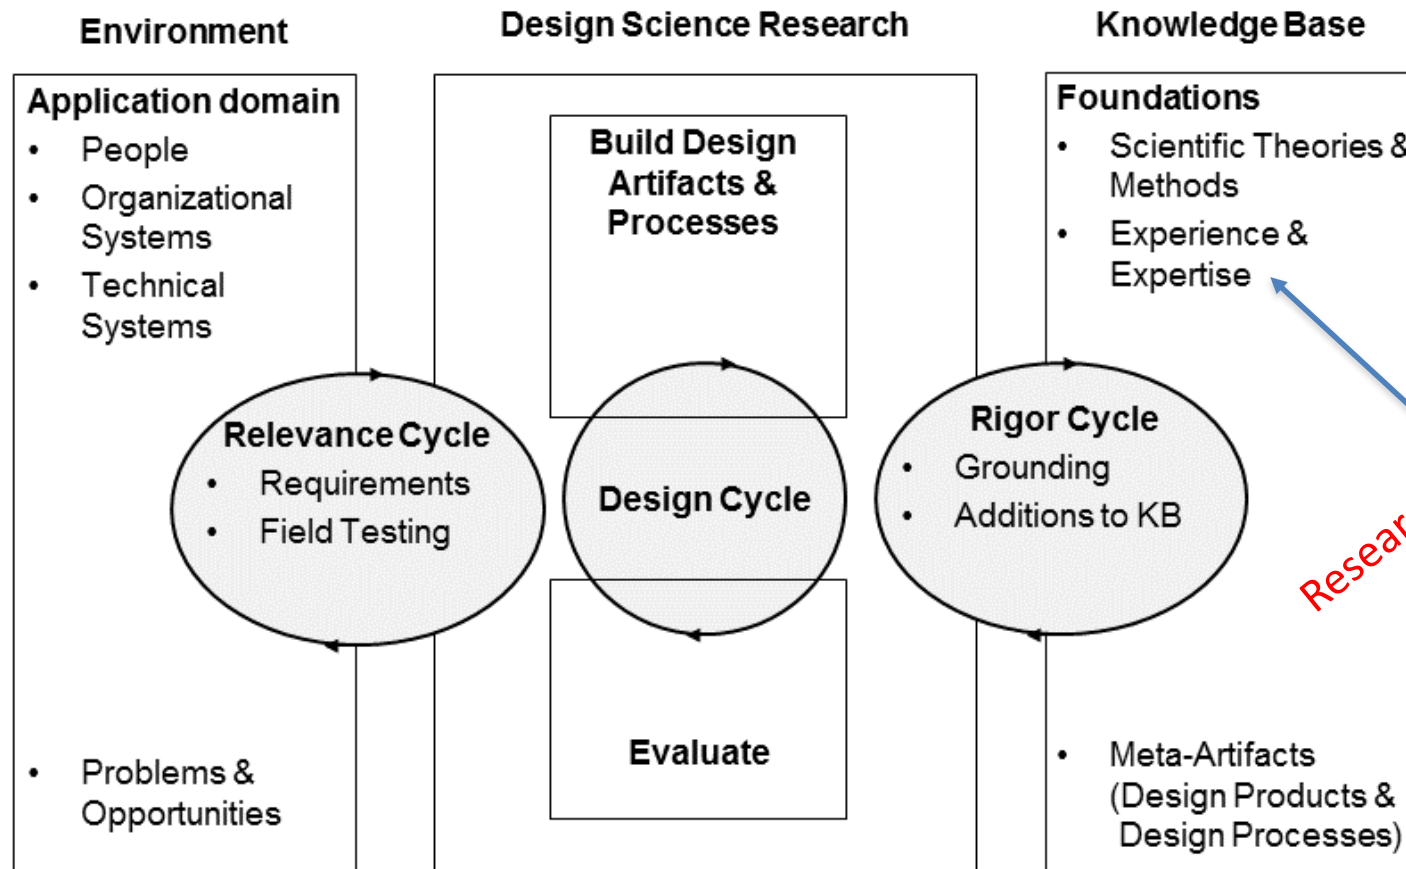 Environment
Design Science Research
Knowledge Base
Application domain
• People
• Organizational
Systems
• Technical
Systems
• Problems &
Opportunities
Build Design
Artifacts &
Processes
Relevance Cycle
• Requirements
• Field Testing
Design Cycle
Evaluate
Rigor Cycle
• Grounding
• Additions to KB
Foundations
• Scientific Theories &
Methods
• Experience &
Expertise
• Meta-Artifacts
(Design Products &
Design Processes)